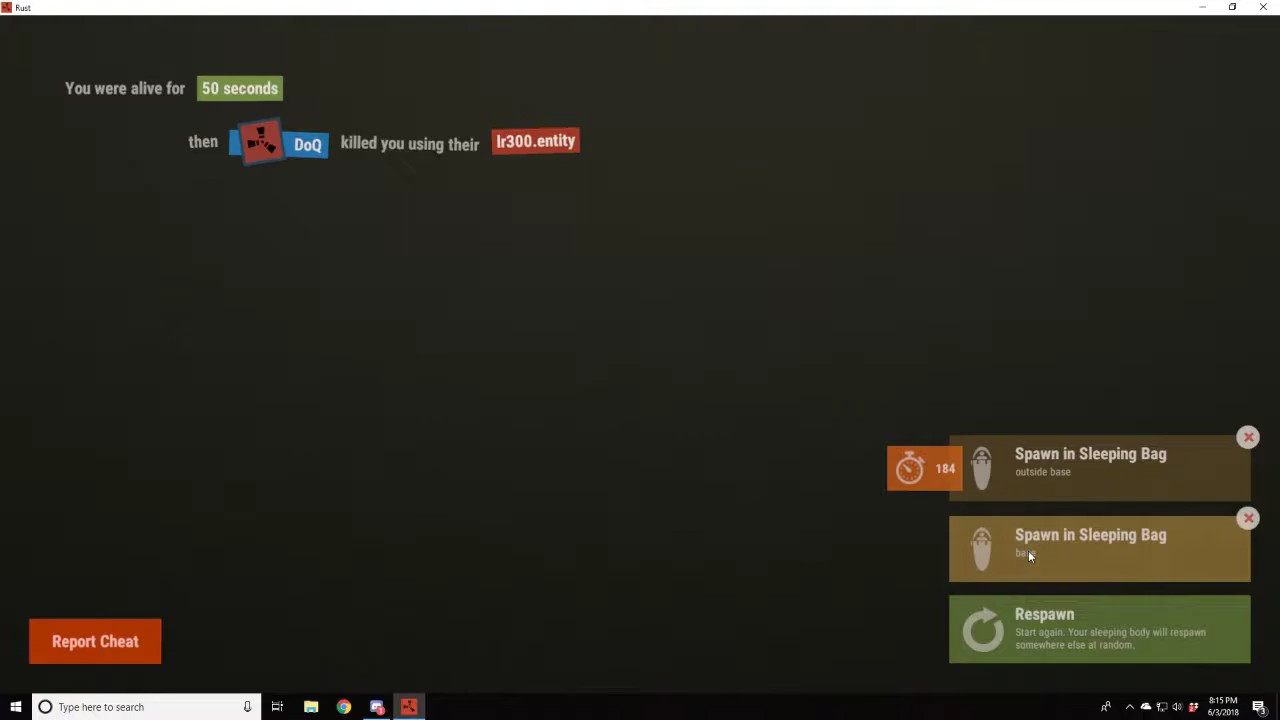 Rust
You were alive for 50 seconds
then DoQ killed you using their lr300.entity
184
Spawn in Sleeping Bag
outside base
Spawn in Sleeping Bag
base
Respawn
Start again. Your sleeping body will respawn
somewhere else at random.
Report Cheat
Type here to search
8:15 PM
6/3/2018